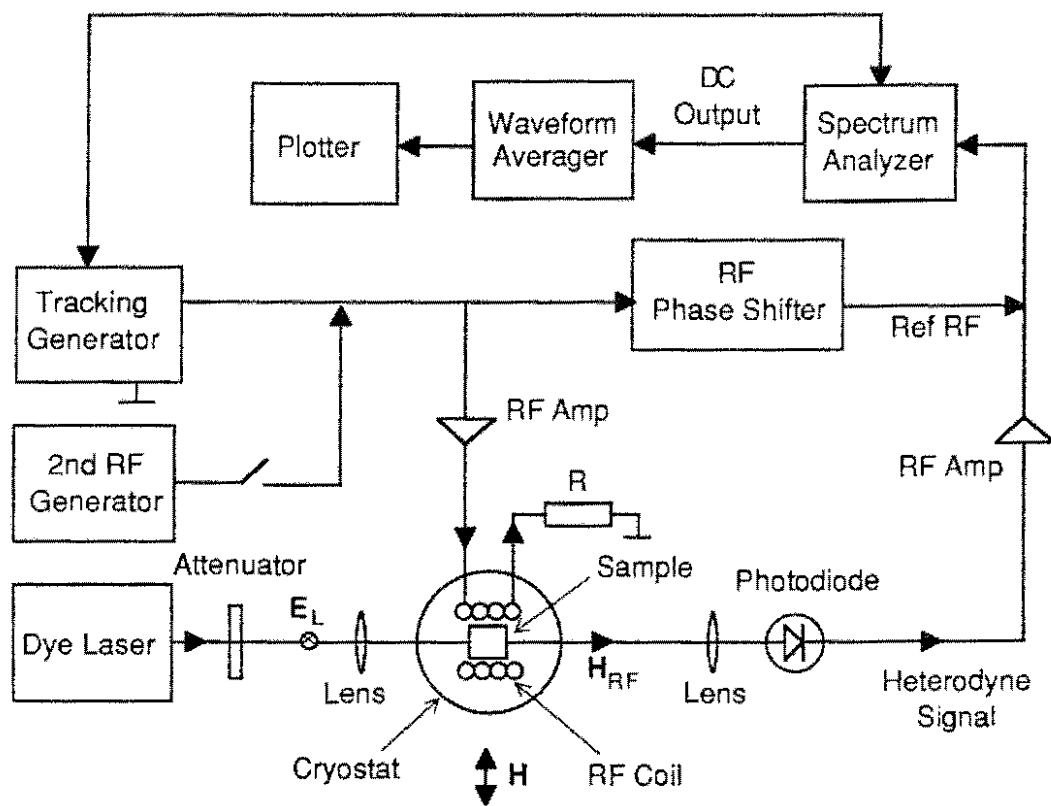 DC
Output
Plotter
Waveform
Averager
Spectrum
Analyzer
Tracking
Generator
RF
Phase Shifter
Ref RF
RF Amp
RF Amp
2nd RF
Generator
R
Attenuator
Sample
Photodiode
Dye Laser
E_L
Lens
H_RF
Lens
Heterodyne
Signal
Cryostat
H
RF Coil